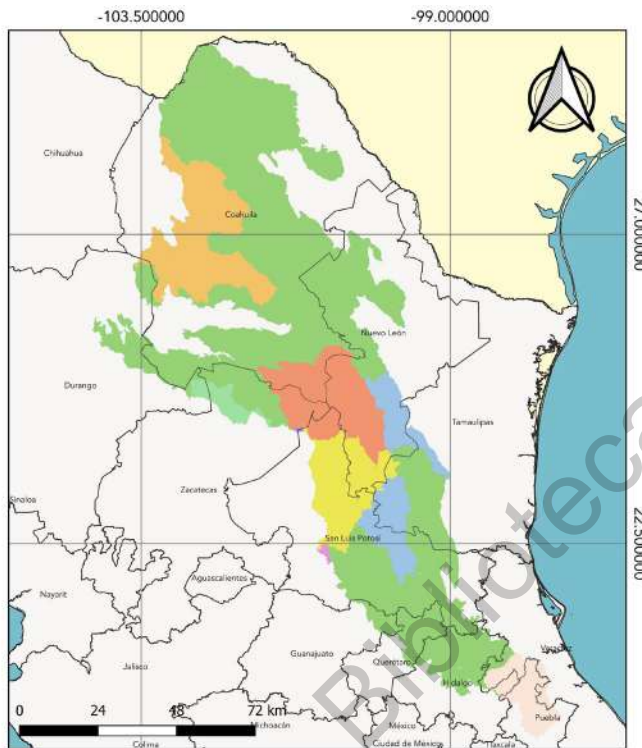 -103.500000 -99.000000
Chihuahua
Coahuila
27.000000
Nuevo León
Durango
Tamaulipas
Zacatecas
Sinaloa
San Luis Potosí
22.500000
Aguascalientes
Nayarit
Guanajuato
Querétaro
Veracruz
Jalisco
Hidalgo
0 24 48 72 km
Michoacán
México
Puebla
Tlaxcala
Colima
Ciudad de México
Biblioteca